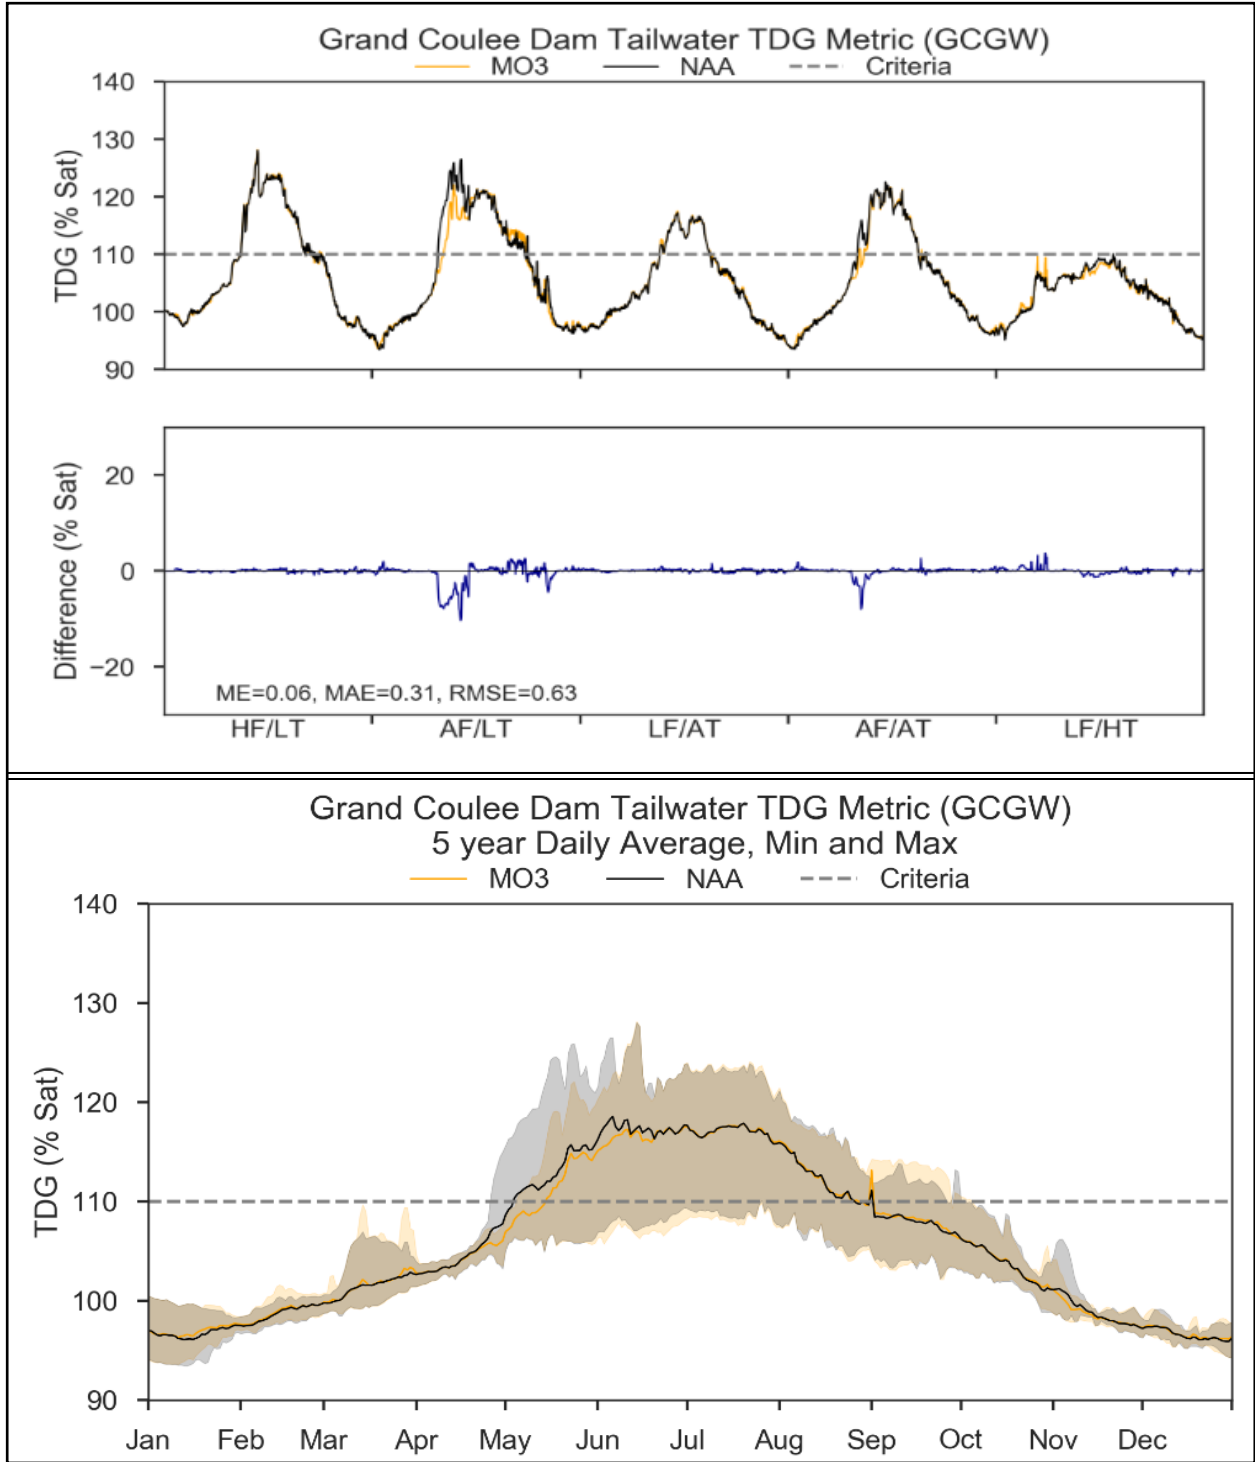 Grand Coulee Dam Tailwater TDG Metric (GCGW)
MO3 NAA Criteria
TDG (% Sat)
140
130
120
110
100
90
Difference (% Sat)
20
0
−20
ME=0.06, MAE=0.31, RMSE=0.63
HF/LT AF/LT LF/AT AF/AT LF/HT
Grand Coulee Dam Tailwater TDG Metric (GCGW)
5 year Daily Average, Min and Max
MO3 NAA Criteria
TDG (% Sat)
140
130
120
110
100
90
Jan Feb Mar Apr May Jun Jul Aug Sep Oct Nov Dec